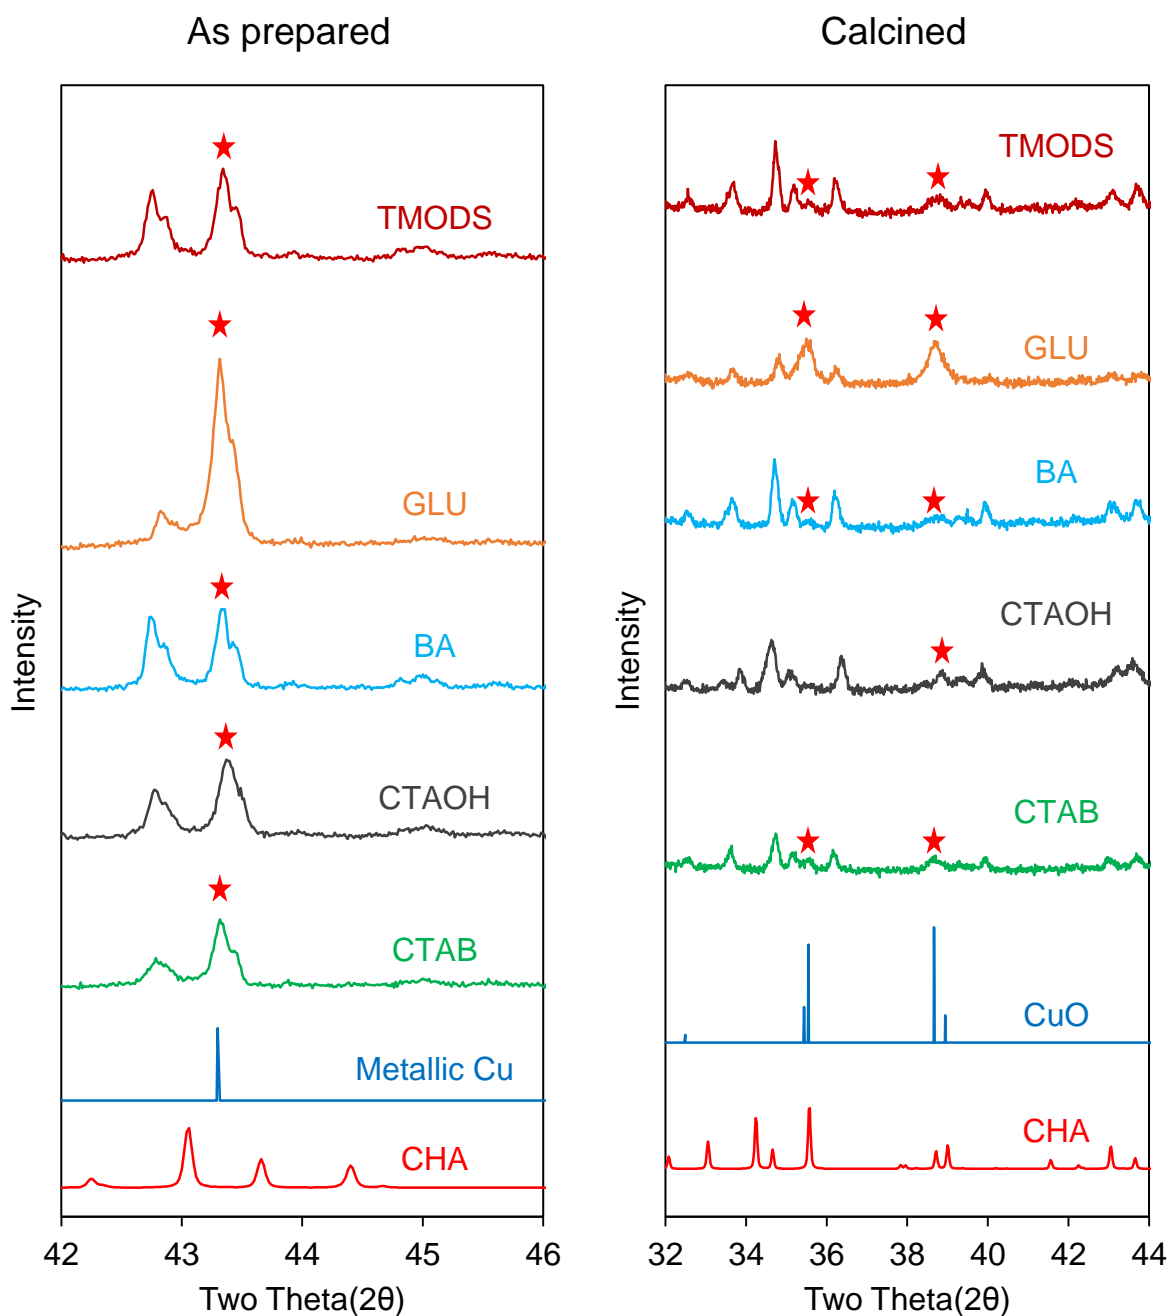 As prepared
Intensity
TMODS
GLU
BA
CTAOH
CTAB
Metallic Cu
CHA
42 43 44 45 46
Two Theta(2θ)
Calcined
Intensity
TMODS
GLU
BA
CTAOH
CTAB
CuO
CHA
32 34 36 38 40 42 44
Two Theta(2θ)